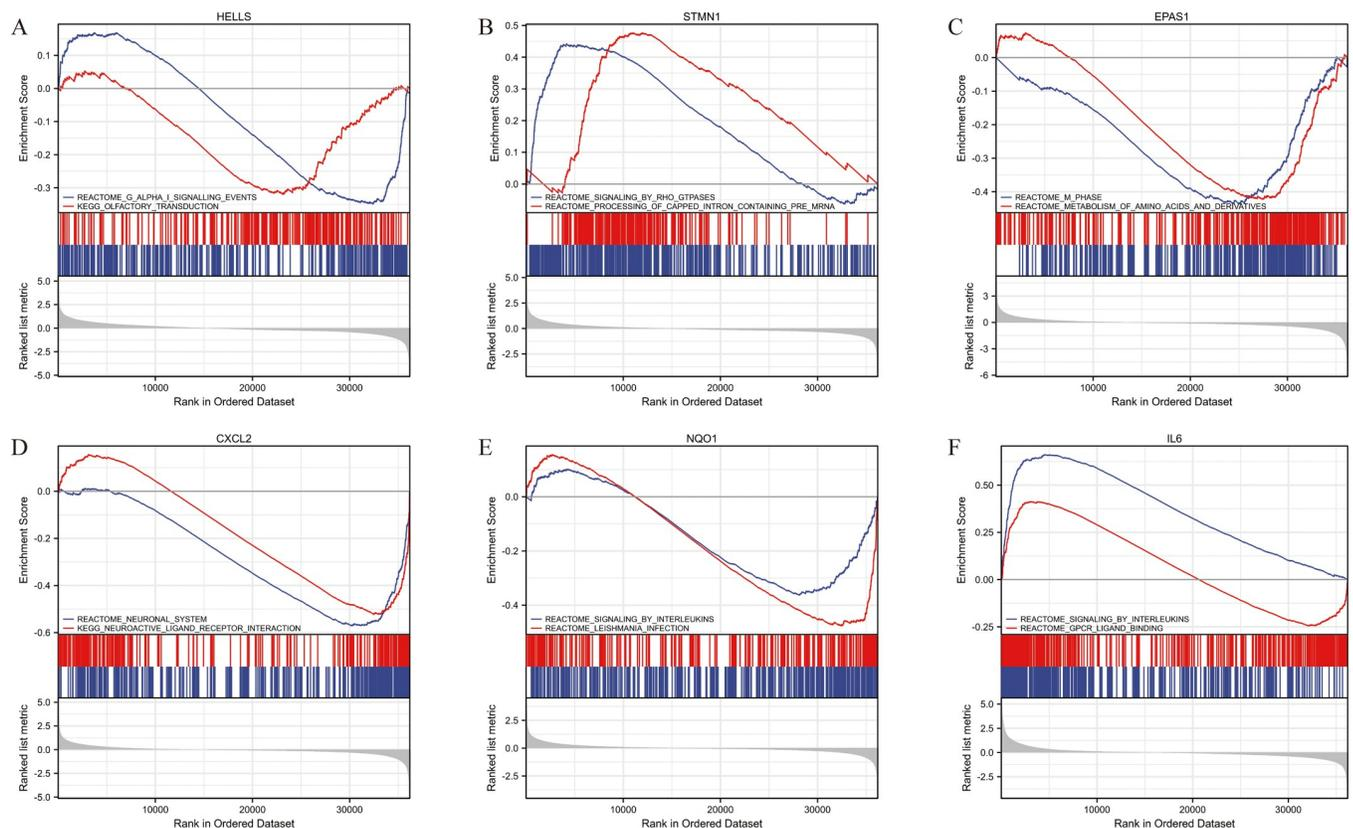 A
HELLS
Enrichment Score
0.1
0.0
-0.1
-0.2
-0.3
REACTOME_G_ALPHA_I_SIGNALLING_EVENTS
KEGG_OLFACTORY_TRANSDUCTION
Ranked list metric
5.0
2.5
0.0
-2.5
-5.0
10000 20000 30000
Rank in Ordered Dataset
B
STMN1
Enrichment Score
0.5
0.4
0.3
0.2
0.1
0.0
REACTOME_SIGNALING_BY_RHO_GTPASES
REACTOME_PROCESSING_OF_CAPPED_INTRON_CONTAINING_PRE_MRNA
Ranked list metric
5.0
2.5
0.0
-2.5
10000 20000 30000
Rank in Ordered Dataset
C
EPAS1
Enrichment Score
0.0
-0.1
-0.2
-0.3
-0.4
REACTOME_M_PHASE
REACTOME_METABOLISM_OF_AMINO_ACIDS_AND_DERIVATIVES
Ranked list metric
3
0
-3
-6
10000 20000 30000
Rank in Ordered Dataset
D
CXCL2
Enrichment Score
0.0
-0.2
-0.4
-0.6
REACTOME_NEURONAL_SYSTEM
KEGG_NEUROACTIVE_LIGAND_RECEPTOR_INTERACTION
Ranked list metric
5.0
2.5
0.0
-2.5
-5.0
10000 20000 30000
Rank in Ordered Dataset
E
NQO1
Enrichment Score
0.0
-0.2
-0.4
REACTOME_SIGNALING_BY_INTERLEUKINS
REACTOME_LEISHMANIA_INFECTION
Ranked list metric
2.5
0.0
-2.5
10000 20000 30000
Rank in Ordered Dataset
F
IL6
Enrichment Score
0.50
0.25
0.00
-0.25
REACTOME_SIGNALING_BY_INTERLEUKINS
REACTOME_GPCR_LIGAND_BINDING
Ranked list metric
5.0
2.5
0.0
-2.5
10000 20000 30000
Rank in Ordered Dataset